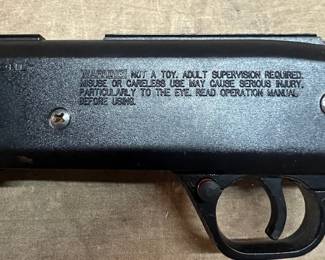 WARNING: NOT A TOY. ADULT SUPERVISION REQUIRED.
MISUSE OR CARELESS USE MAY CAUSE SERIOUS INJURY,
PARTICULARLY TO THE EYE. READ OPERATION MANUAL
BEFORE USING.